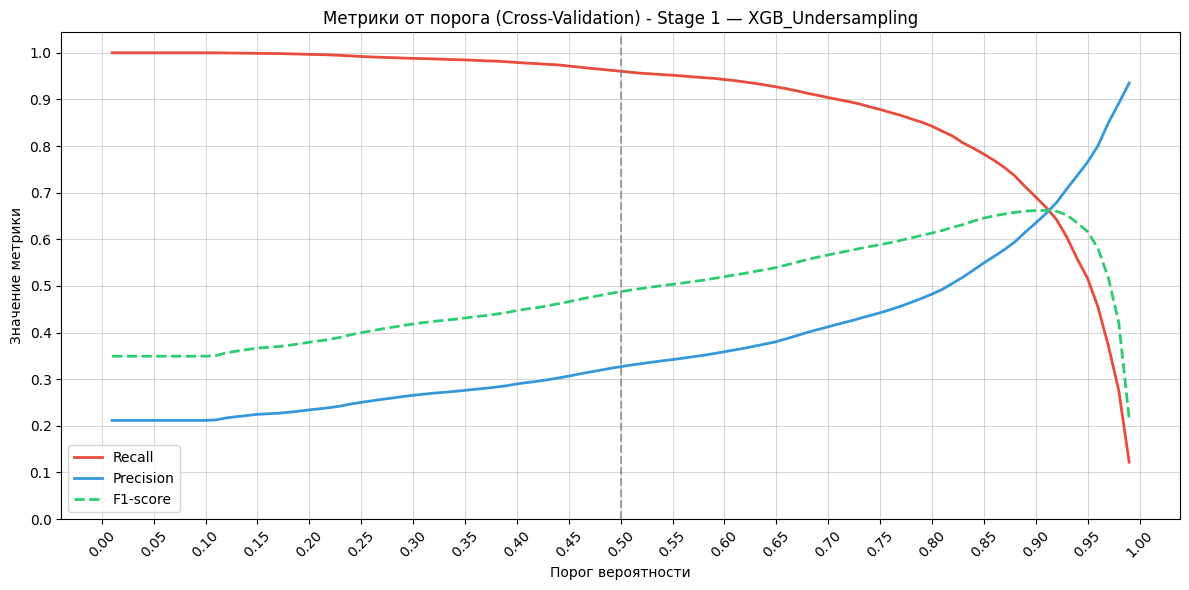 Метрики от порога (Cross-Validation) - Stage 1 — XGB_Undersampling
Значение метрики
1.0
0.9
0.8
0.7
0.6
0.5
0.4
0.3
0.2
0.1
0.0
Recall
Precision
F1-score
0.00 0.05 0.10 0.15 0.20 0.25 0.30 0.35 0.40 0.45 0.50 0.55 0.60 0.65 0.70 0.75 0.80 0.85 0.90 0.95 1.00
Порог вероятности